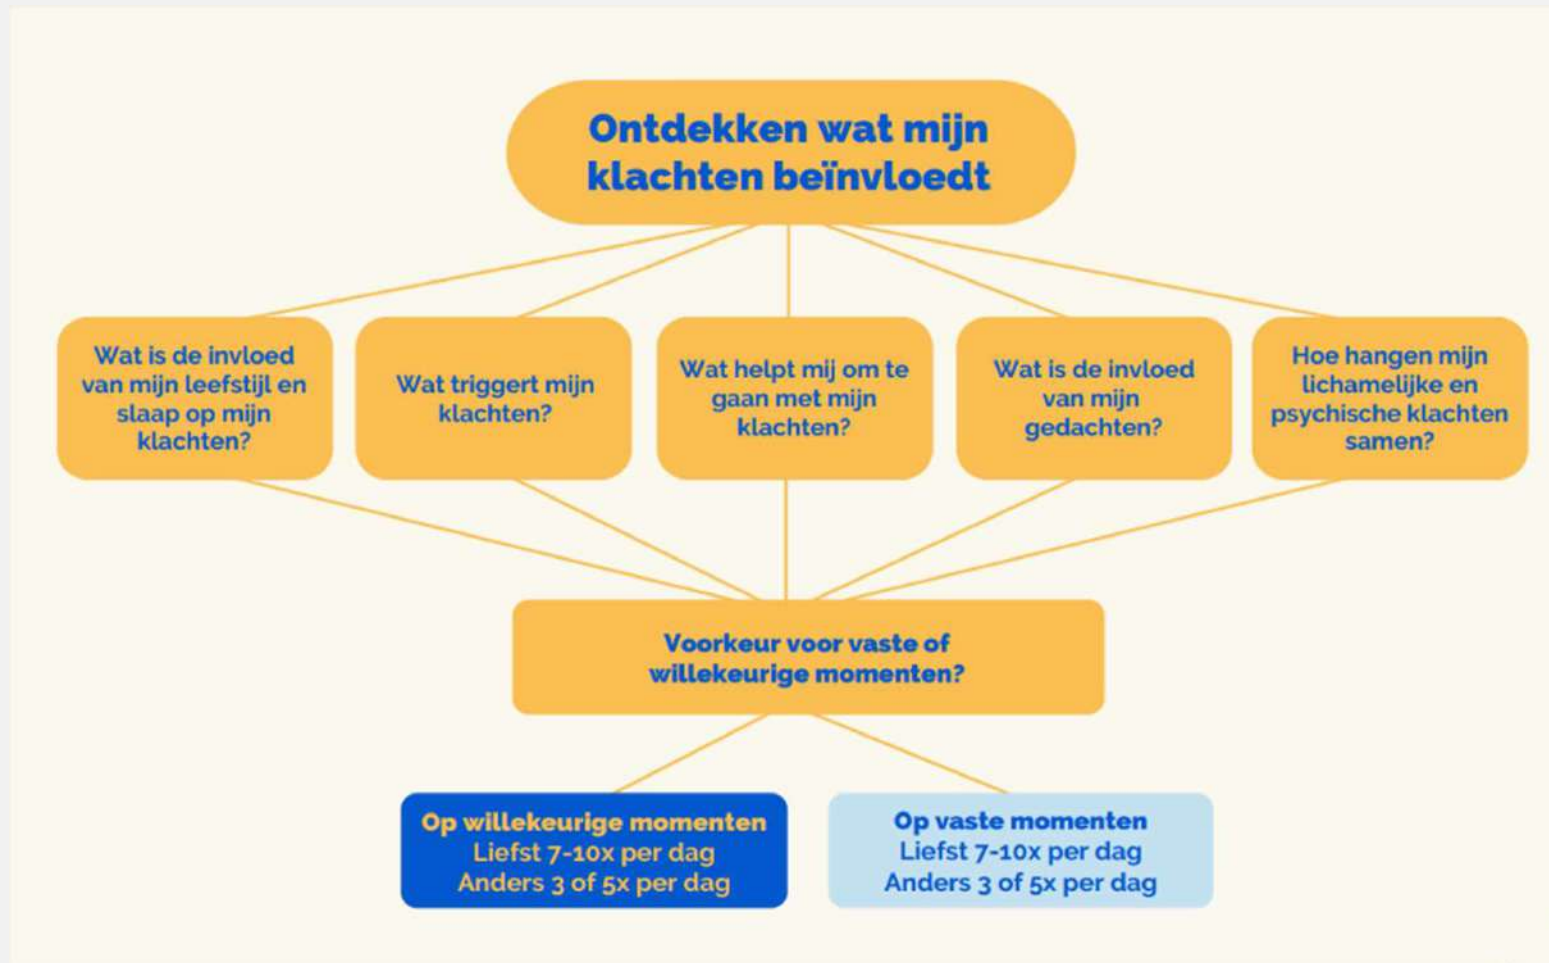 Ontdekken wat mijn
klachten beïnvloedt
Wat is de invloed
van mijn leefstijl en
slaap op mijn
klachten?
Wat triggert mijn
klachten?
Wat helpt mij om te
gaan met mijn
klachten?
Wat is de invloed
van mijn
gedachten?
Hoe hangen mijn
lichamelijke en
psychische klachten
samen?
Voorkeur voor vaste of
willekeurige momenten?
Op willekeurige momenten
Liefst 7-10x per dag
Anders 3 of 5x per dag
Op vaste momenten
Liefst 7-10x per dag
Anders 3 of 5x per dag